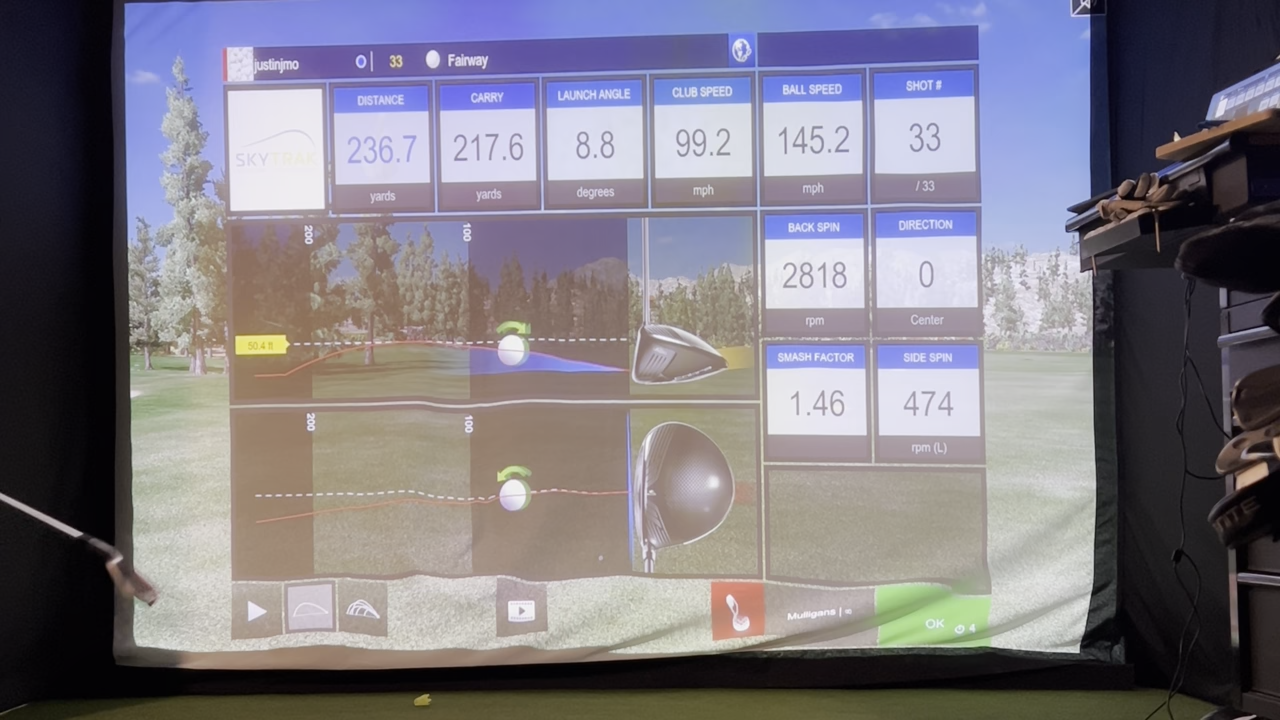 justinjmo
33
Fairway
SKYTRAK
DISTANCE
236.7
yards
CARRY
217.6
yards
LAUNCH ANGLE
8.8
degrees
CLUB SPEED
99.2
mph
BALL SPEED
145.2
mph
SHOT #
33
/ 33
200
100
50.4 ft
BACK SPIN
2818
rpm
DIRECTION
0
Center
200
100
SMASH FACTOR
1.46
SIDE SPIN
474
rpm (L)
Mulligans |
OK
4